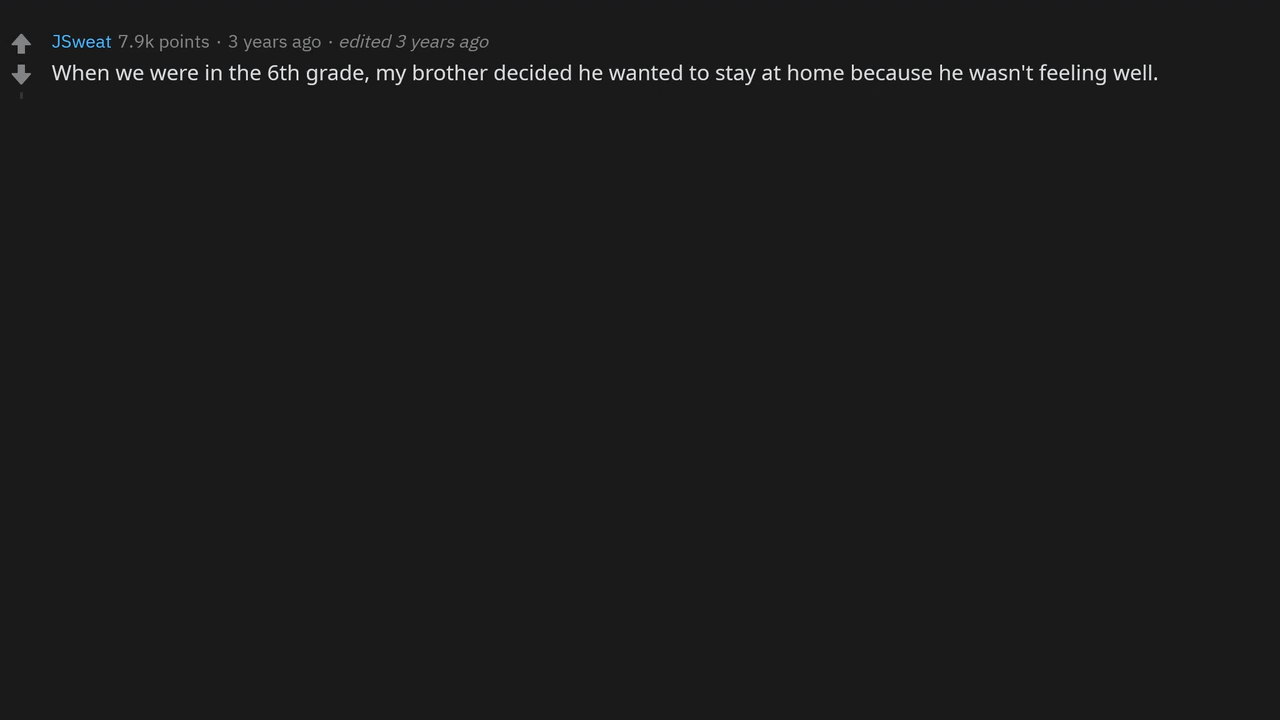 JSweat 7.9k points · 3 years ago · edited 3 years ago
When we were in the 6th grade, my brother decided he wanted to stay at home because he wasn't feeling well.